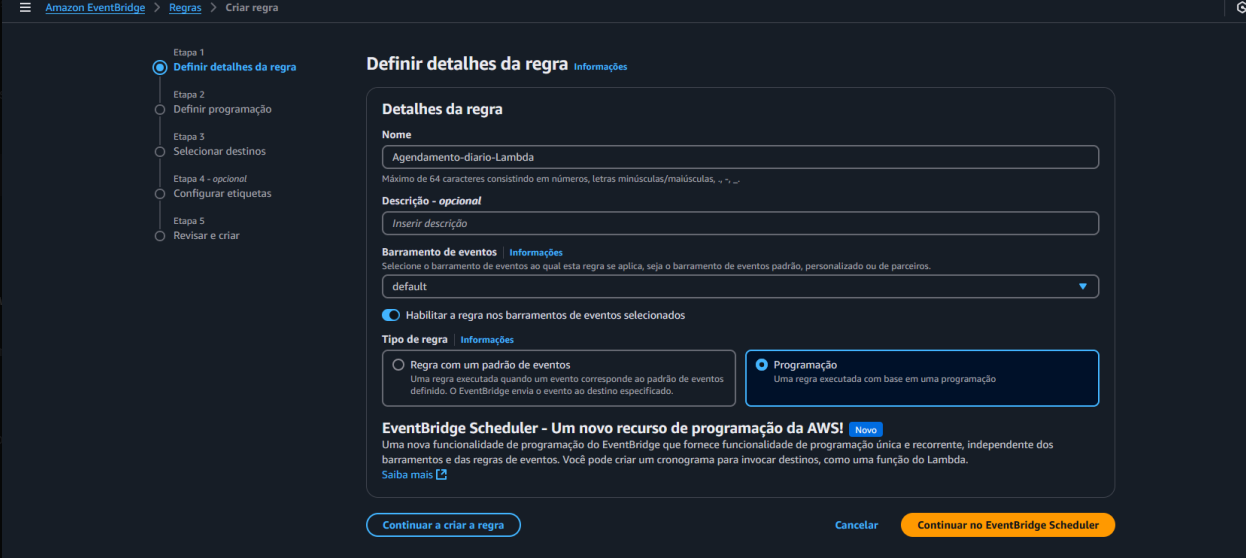 Amazon EventBridge > Regras > Criar regra
Etapa 1
Definir detalhes da regra
Etapa 2
Definir programação
Etapa 3
Selecionar destinos
Etapa 4 - opcional
Configurar etiquetas
Etapa 5
Revisar e criar
Definir detalhes da regra Informações
Detalhes da regra
Nome
Agendamento-diario-Lambda
Máximo de 64 caracteres consistindo em números, letras minúsculas/maiúsculas, ., -, _.
Descrição - opcional
Inserir descrição
Barramento de eventos Informações
Selecione o barramento de eventos ao qual esta regra se aplica, seja o barramento de eventos padrão, personalizado ou de parceiros.
default
Habilitar a regra nos barramentos de eventos selecionados
Tipo de regra Informações
Regra com um padrão de eventos
Uma regra executada quando um evento corresponde ao padrão de eventos
definido. O EventBridge envia o evento ao destino especificado.
Programação
Uma regra executada com base em uma programação
EventBridge Scheduler - Um novo recurso de programação da AWS! Novo
Uma nova funcionalidade de programação do EventBridge que fornece funcionalidade de programação única e recorrente, independente dos
barramentos e das regras de eventos. Você pode criar um cronograma para invocar destinos, como uma função do Lambda.
Saiba mais
Continuar a criar a regra
Cancelar
Continuar no EventBridge Scheduler